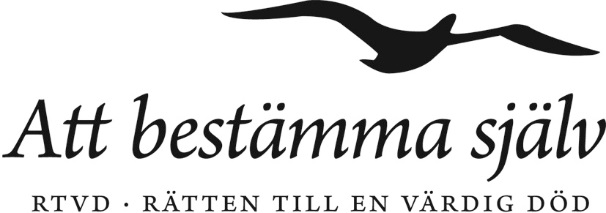 Att bestämma själv
RTVD · RÄTTEN TILL EN VÄRDIG DÖD